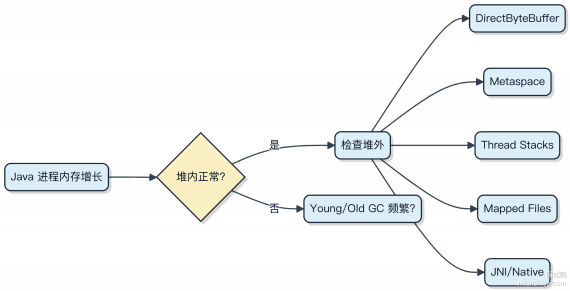 Java 进程内存增长
堆内正常?
是
否
检查堆外
Young/Old GC 频繁?
DirectByteBuffer
Metaspace
Thread Stacks
Mapped Files
JNI/Native